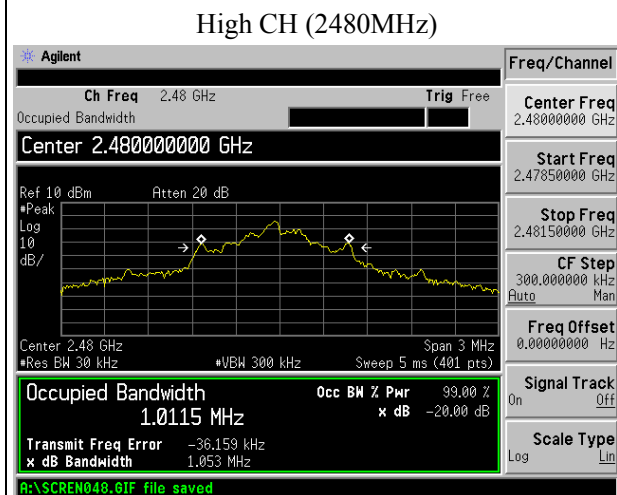 High CH (2480MHz)
Agilent
Freq/Channel
Ch Freq 2.48 GHz Trig Free
Occupied Bandwidth
Center Freq
2.48000000 GHz
Center 2.480000000 GHz
Start Freq
2.47850000 GHz
Ref 10 dBm Atten 20 dB
#Peak
Log
10
dB/
Stop Freq
2.48150000 GHz
CF Step
300.000000 kHz
Auto Man
Freq Offset
0.00000000 Hz
Center 2.48 GHz Span 3 MHz
#Res BW 30 kHz #VBW 300 kHz Sweep 5 ms (401 pts)
Signal Track
On Off
Occupied Bandwidth Occ BW % Pwr 99.00 %
1.0115 MHz x dB -20.00 dB
Transmit Freq Error -36.159 kHz
x dB Bandwidth 1.053 MHz
Scale Type
Log Lin
A:\SCREN048.GIF file saved